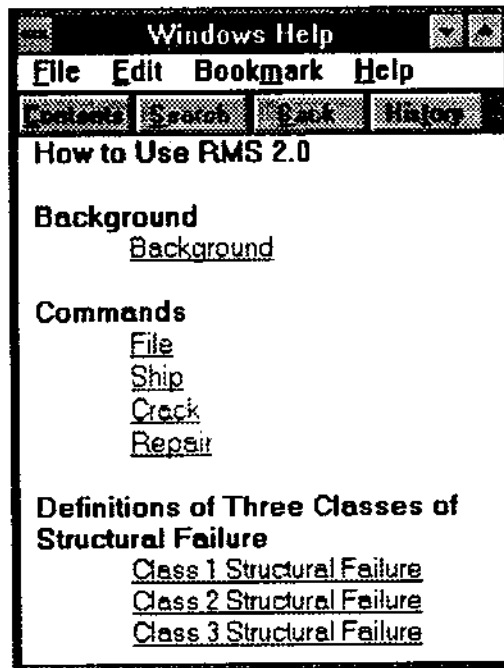 Windows Help
File Edit Bookmark Help
Contents Search Back History
How to Use RMS 2.0
Background
Background
Commands
File
Ship
Crack
Repair
Definitions of Three Classes of
Structural Failure
Class 1 Structural Failure
Class 2 Structural Failure
Class 3 Structural Failure